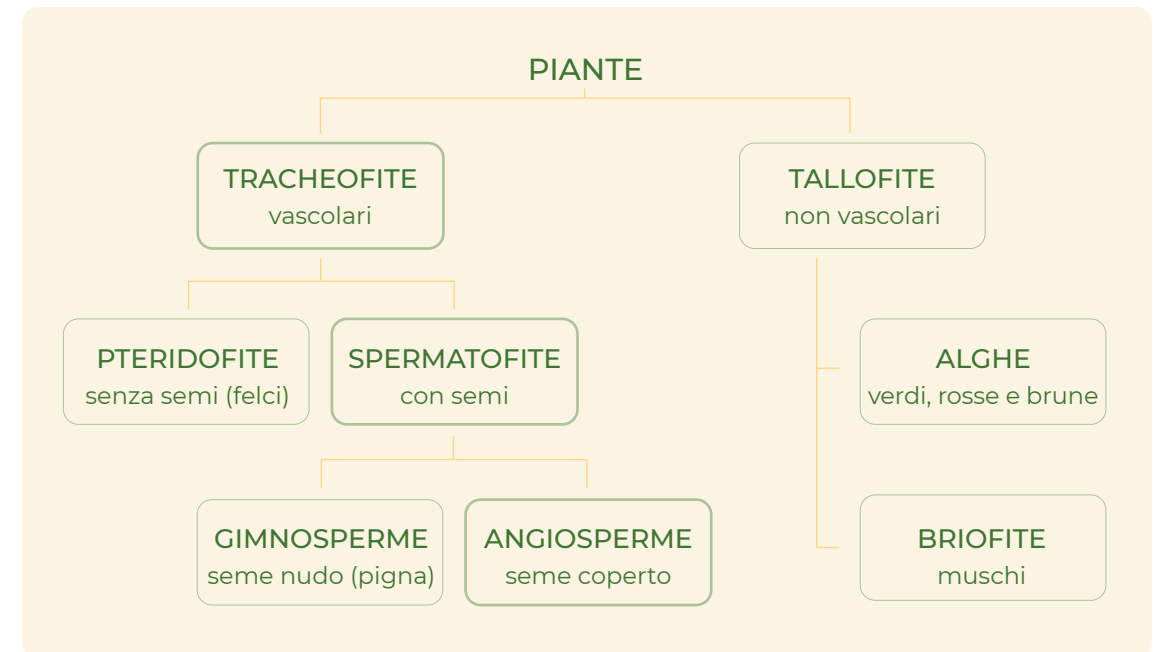 PIANTE
TRACHEOFITE
vascolari
TALLOFITE
non vascolari
PTERIDOFITE
senza semi (felci)
SPERMATOFITE
con semi
ALGHE
verdi, rosse e brune
GIMNOSPERME
seme nudo (pigna)
ANGIOSPERME
seme coperto
BRIOFITE
muschi